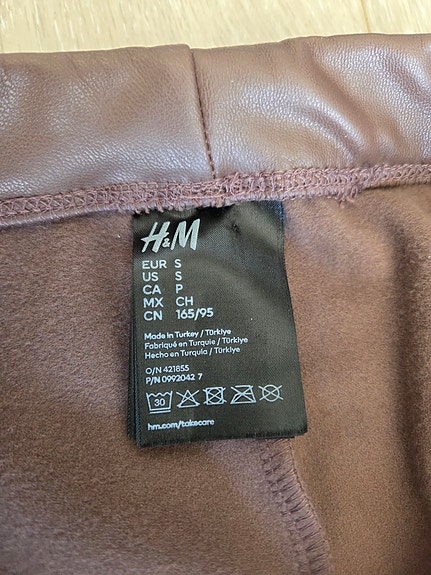 H&M
EUR S
US S
CA P
MX CH
CN 165/95
Made in Turkey / Türkiye
Fabriqué en Turquie / Türkiye
Hecho en Turquía / Türkiye
O/N 421855
P/N 0992042 7
30
hm.com/takecare